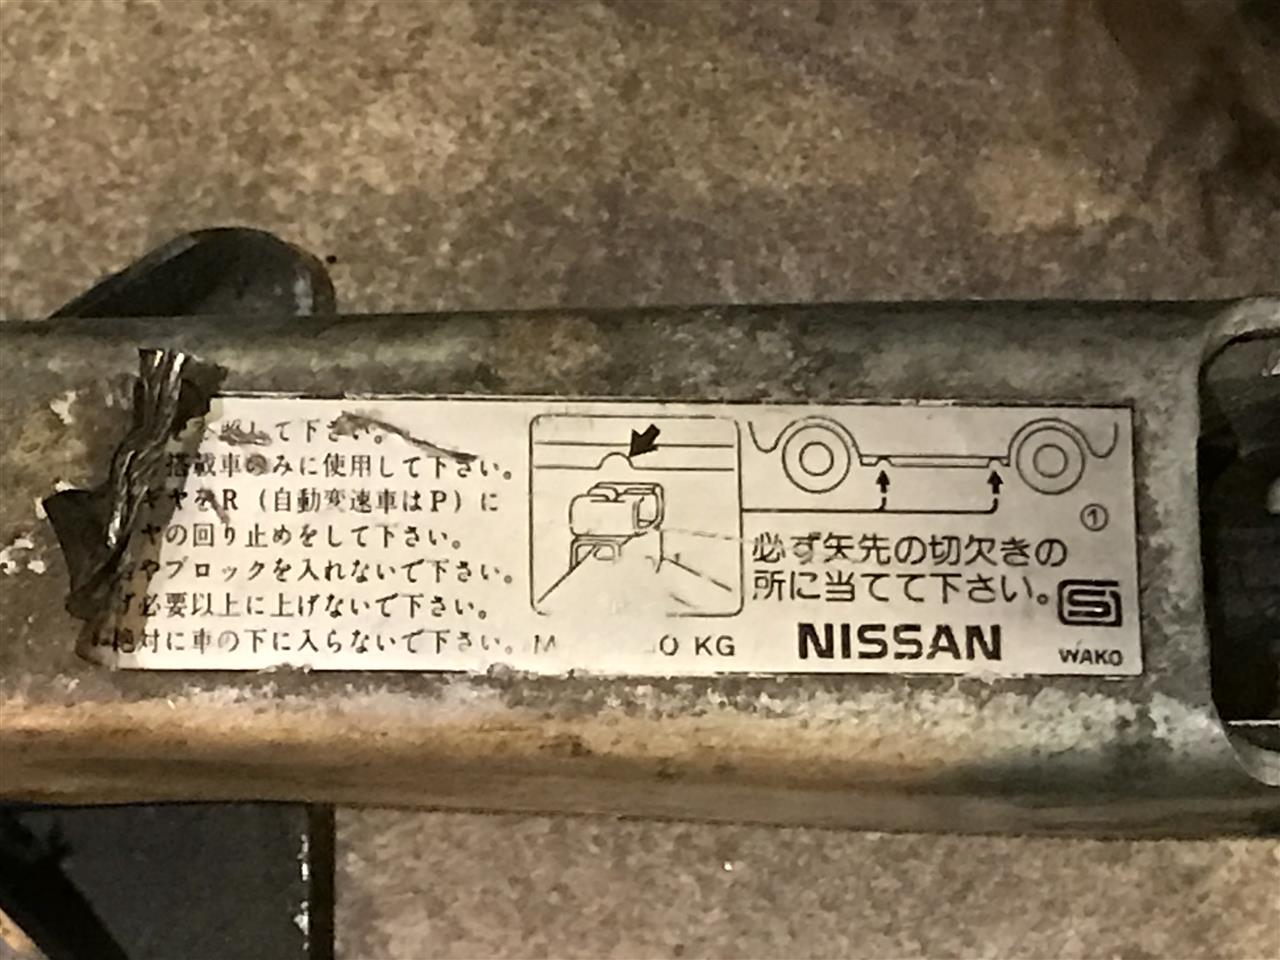 して下さい。
搭載車のみに使用して下さい。
ギヤをR（自動変速車はP）に
ヤの回り止めをして下さい。
やブロックを入れないで下さい。
必要以上に上げないで下さい。
絶対に車の下に入らないで下さい。
M 0 KG
①
必ず矢先の切欠きの
所に当てて下さい。
NISSAN
WAKO